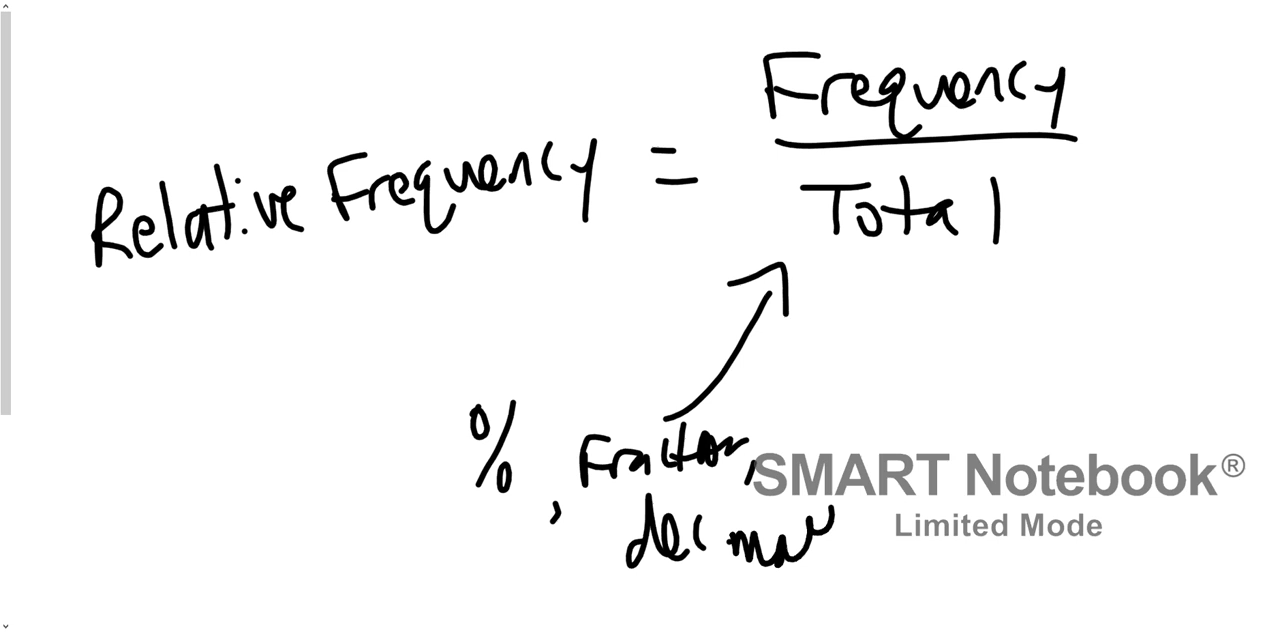 Relative Frequency = Frequency / Total
%, Fraction,
decimal
SMART Notebook®
Limited Mode